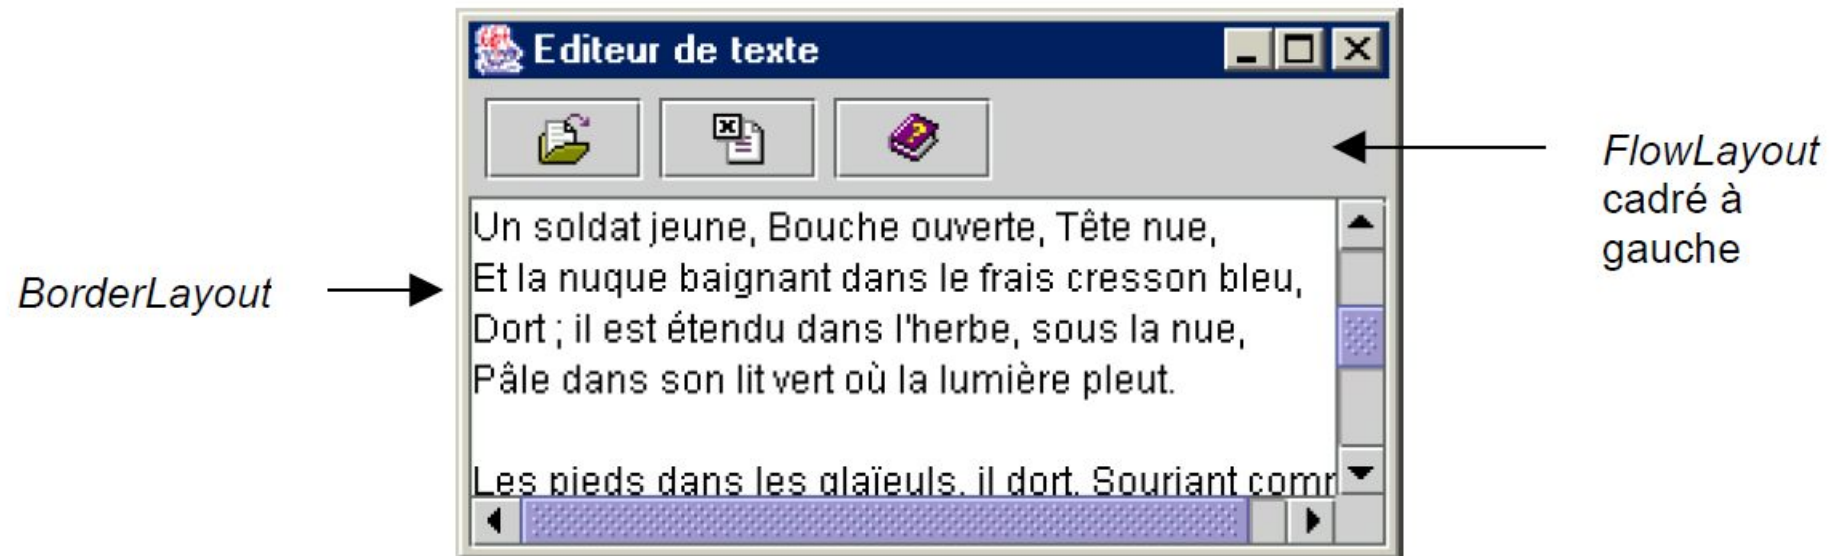 Editeur de texte
FlowLayout
cadré à
gauche
BorderLayout
Un soldat jeune, Bouche ouverte, Tête nue,
Et la nuque baignant dans le frais cresson bleu,
Dort ; il est étendu dans l'herbe, sous la nue,
Pâle dans son lit vert où la lumière pleut.
Les pieds dans les glaïeuls, il dort. Souriant